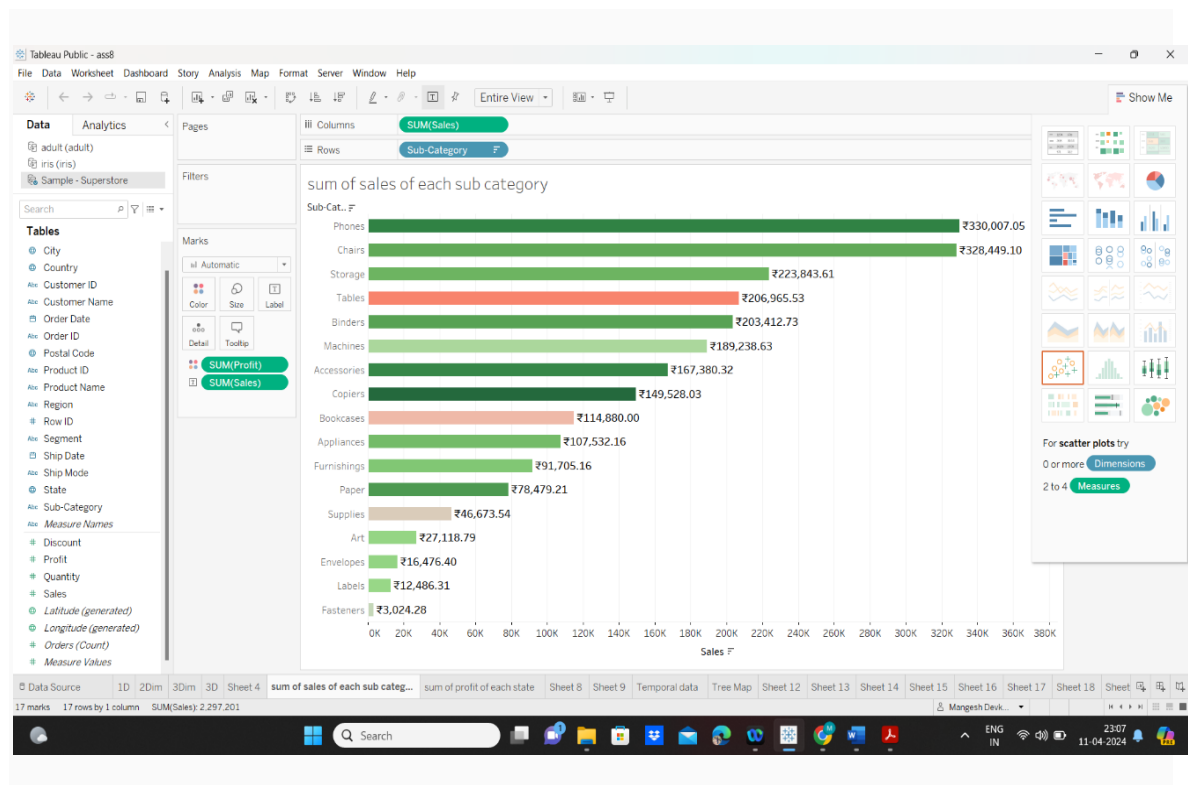 Tableau Public - ass8
File Data Worksheet Dashboard Story Analysis Map Format Server Window Help
Entire View
Show Me
Data Analytics
adult (adult)
iris (iris)
Sample - Superstore
Search
Tables
City
Country
Abc Customer ID
Abc Customer Name
Order Date
Abc Order ID
Postal Code
Abc Product ID
Abc Product Name
Abc Region
# Row ID
Abc Segment
Ship Date
Abc Ship Mode
State
Abc Sub-Category
Abc Measure Names
# Discount
# Profit
# Quantity
# Sales
Latitude (generated)
Longitude (generated)
# Orders (Count)
# Measure Values
Pages
Filters
Marks
Automatic
Color Size Label
Detail Tooltip
SUM(Profit)
SUM(Sales)
Columns SUM(Sales)
Rows Sub-Category
sum of sales of each sub category
Sub-Cat..
Phones ₹330,007.05
Chairs ₹328,449.10
Storage ₹223,843.61
Tables ₹206,965.53
Binders ₹203,412.73
Machines ₹189,238.63
Accessories ₹167,380.32
Copiers ₹149,528.03
Bookcases ₹114,880.00
Appliances ₹107,532.16
Furnishings ₹91,705.16
Paper ₹78,479.21
Supplies ₹46,673.54
Art ₹27,118.79
Envelopes ₹16,476.40
Labels ₹12,486.31
Fasteners ₹3,024.28
0K 20K 40K 60K 80K 100K 120K 140K 160K 180K 200K 220K 240K 260K 280K 300K 320K 340K 360K 380K
Sales
For scatter plots try
0 or more Dimensions
2 to 4 Measures
Data Source 1D 2Dim 3Dim 3D Sheet 4 sum of sales of each sub categ... sum of profit of each state Sheet 8 Sheet 9 Temporal data Tree Map Sheet 12 Sheet 13 Sheet 14 Sheet 15 Sheet 16 Sheet 17 Sheet 18 Sheet
17 marks 17 rows by 1 column SUM(Sales): 2,297,201 Mangesh Devk...
Search
ENG
IN
23:07
11-04-2024